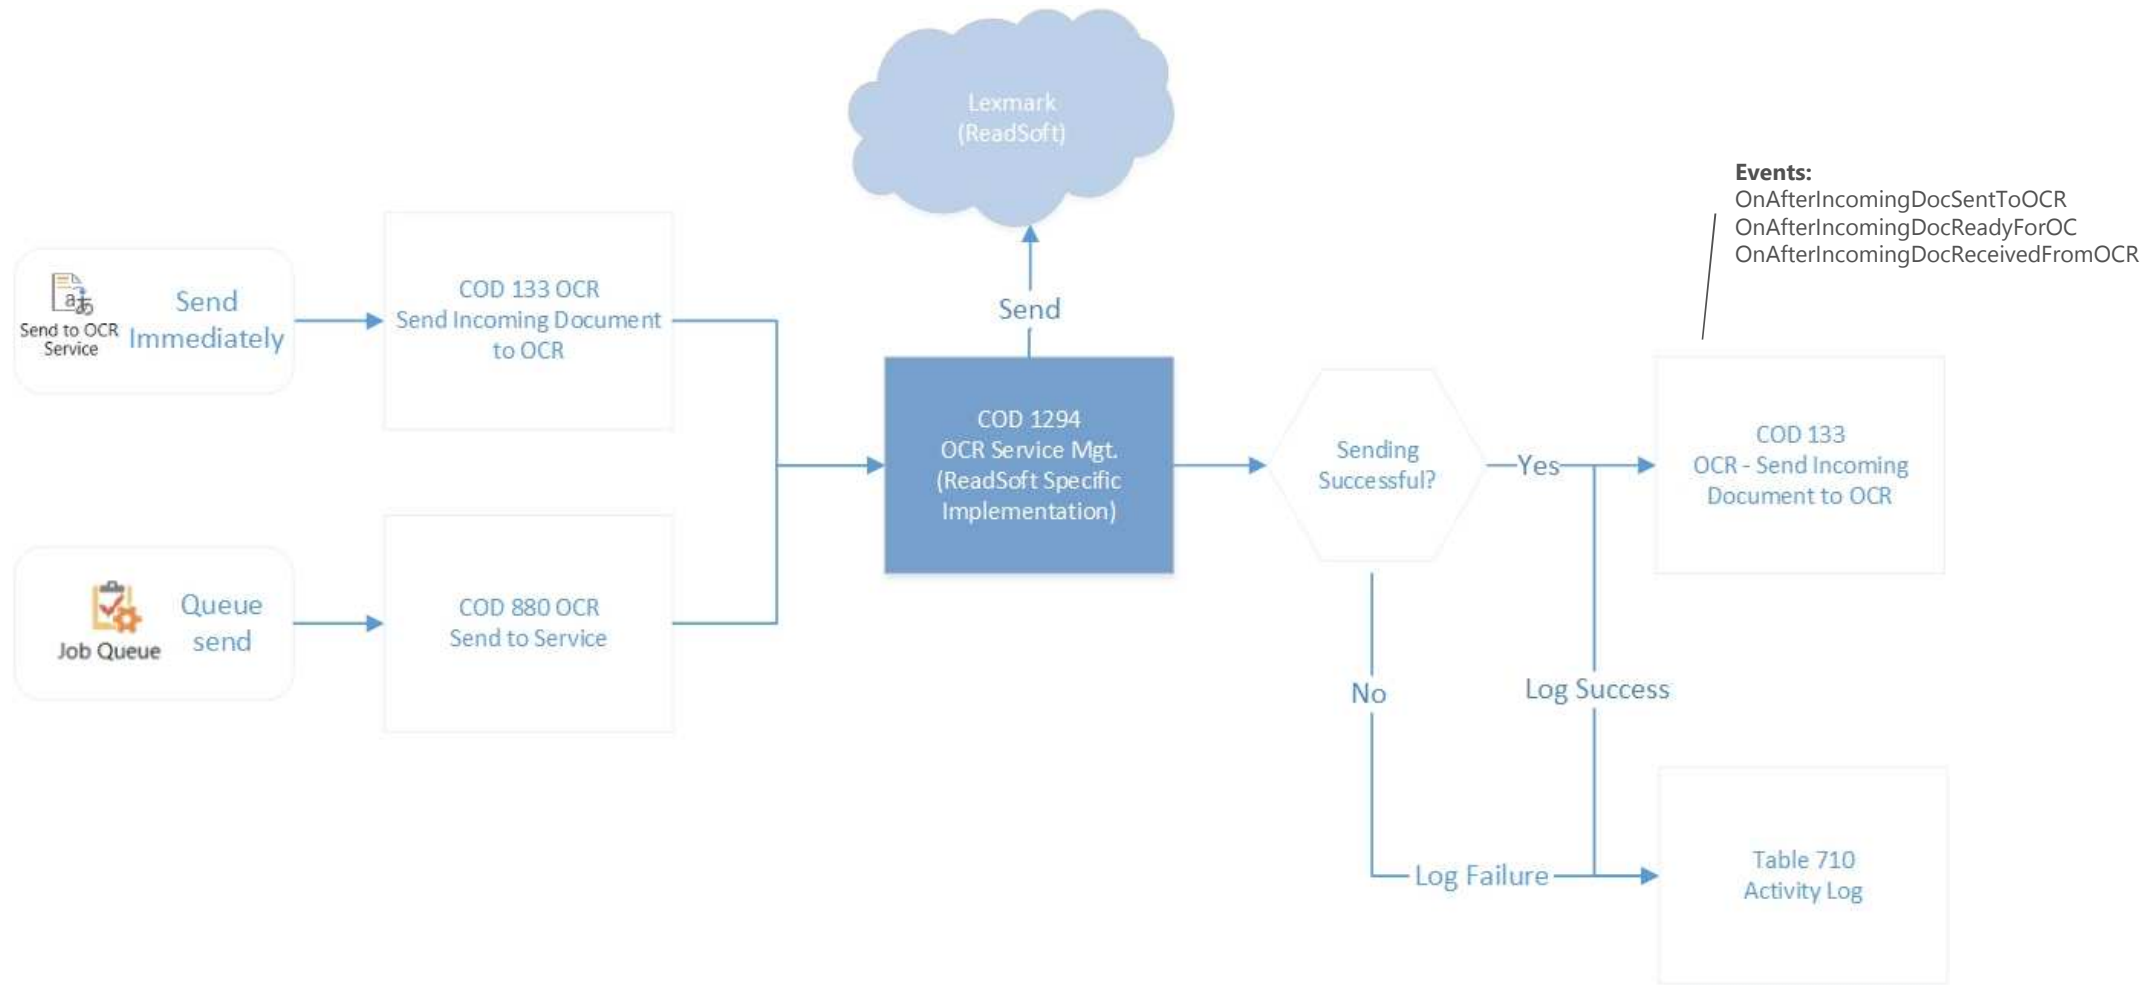 Lexmark
(ReadSoft)
Events:
OnAfterIncomingDocSentToOCR
OnAfterIncomingDocReadyForOC
OnAfterIncomingDocReceivedFromOCR
Send to OCR
Service
Send
Immediately
COD 133 OCR
Send Incoming Document
to OCR
Send
COD 1294
OCR Service Mgt.
(ReadSoft Specific
Implementation)
Sending
Successful?
Yes
COD 133
OCR - Send Incoming
Document to OCR
Job Queue
Queue
send
COD 880 OCR
Send to Service
No
Log Success
Log Failure
Table 710
Activity Log